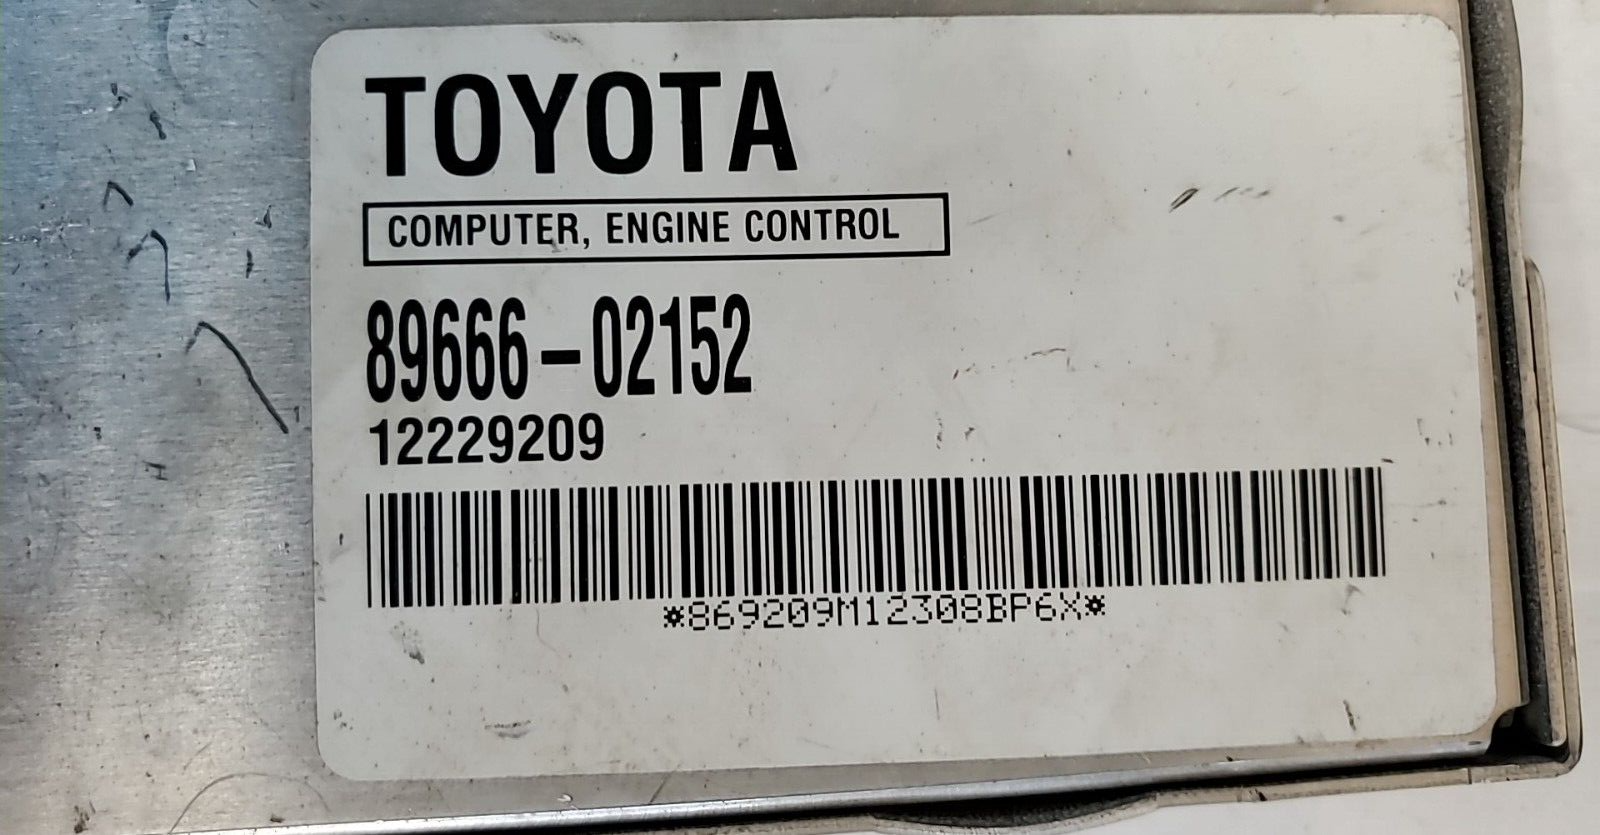 TOYOTA
COMPUTER, ENGINE CONTROL
89666-02152
12229209
*869209M12308BP6X*